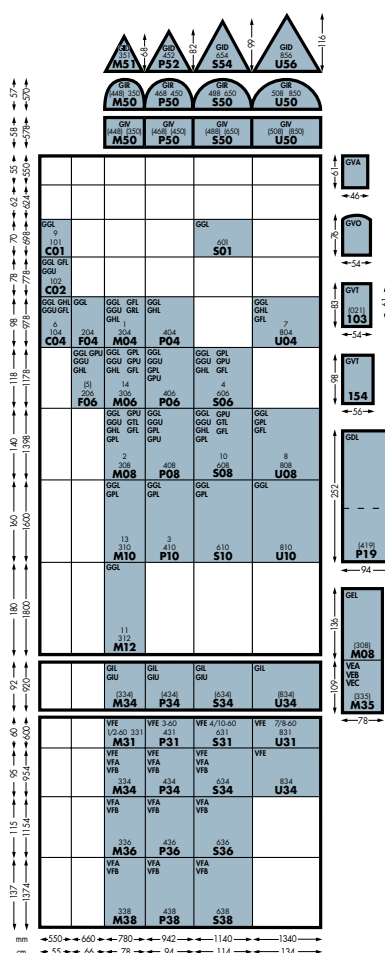 GID GID GID GID
351 452 654 856
M51 P52 S54 U56
68 82 99 116
GIR GIR GIR GIR
(448) 350 468 450 488 650 508 850
M50 P50 S50 U50
57 570
GIV GIV GIV GIV
(448) (350) (468) (450) (488) (650) (508) (850)
M50 P50 S50 U50
58 578
55 550
62 624
70 698
GGL
9
101
C01
GGL
601
S01
78 778
GGL GFL
GGU
102
C02
98 978
GGL GHL
GGU GFL
6
104
C04
204
F04
GGL GFL
GGU GRL
GHL
1
304
M04
GGL
GHL
404
P04
GGL
GHL
GFL
7
804
U04
118 1178
GGL GPU
GGU
GHL
(5)
206
F06
GGL GPU
GGU GFL
GHL
14
306
M06
GGL
GGU
GPL
GPU
406
P06
GGL GPL
GGU GPU
GHL GFL
4
606
S06
140 1398
GGL GPU
GGU GTL
GHL GFL
GPL
2
308
M08
GGL
GGU
GPL
GPU
408
P08
GGL GPU
GGU GTL
GHL GFL
GPL
10
608
S08
GGL
GPL
GFL
8
808
U08
160 1600
GGL
GPL
13
310
M10
GGL
GPL
3
410
P10
GGL
GPL
610
S10
GGL
810
U10
180 1800
GGL
11
312
M12
92 920
GIL
GIU
(334)
M34
GIL
GIU
(434)
P34
GIL
GIU
(634)
S34
GIL
(834)
U34
60 600
VFE
1/2-60 331
M31
VFE 3-60
431
P31
VFE 4/10-60
631
S31
VFE 7/8-60
831
U31
95 954
VFE
VFA
VFB
334
M34
VFE
VFA
VFB
434
P34
VFE
VFA
VFB
634
S34
VFE
834
U34
115 1154
VFA
VFB
336
M36
VFA
VFB
436
P36
VFA
VFB
636
S36
137 1374
VFA
VFB
338
M38
VFA
VFB
438
P38
VFA
VFB
638
S38
mm 550 660 780 942 1140 1340
cm 55 66 78 94 114 134
GVA
61
46
GVO
76
54
GVT
(021)
103
83
54
61
GVT
154
98
56
GDL
252
(419)
P19
94
GEL
136
(308)
M08
VEA
VEB
VEC
109
(335)
M35
78